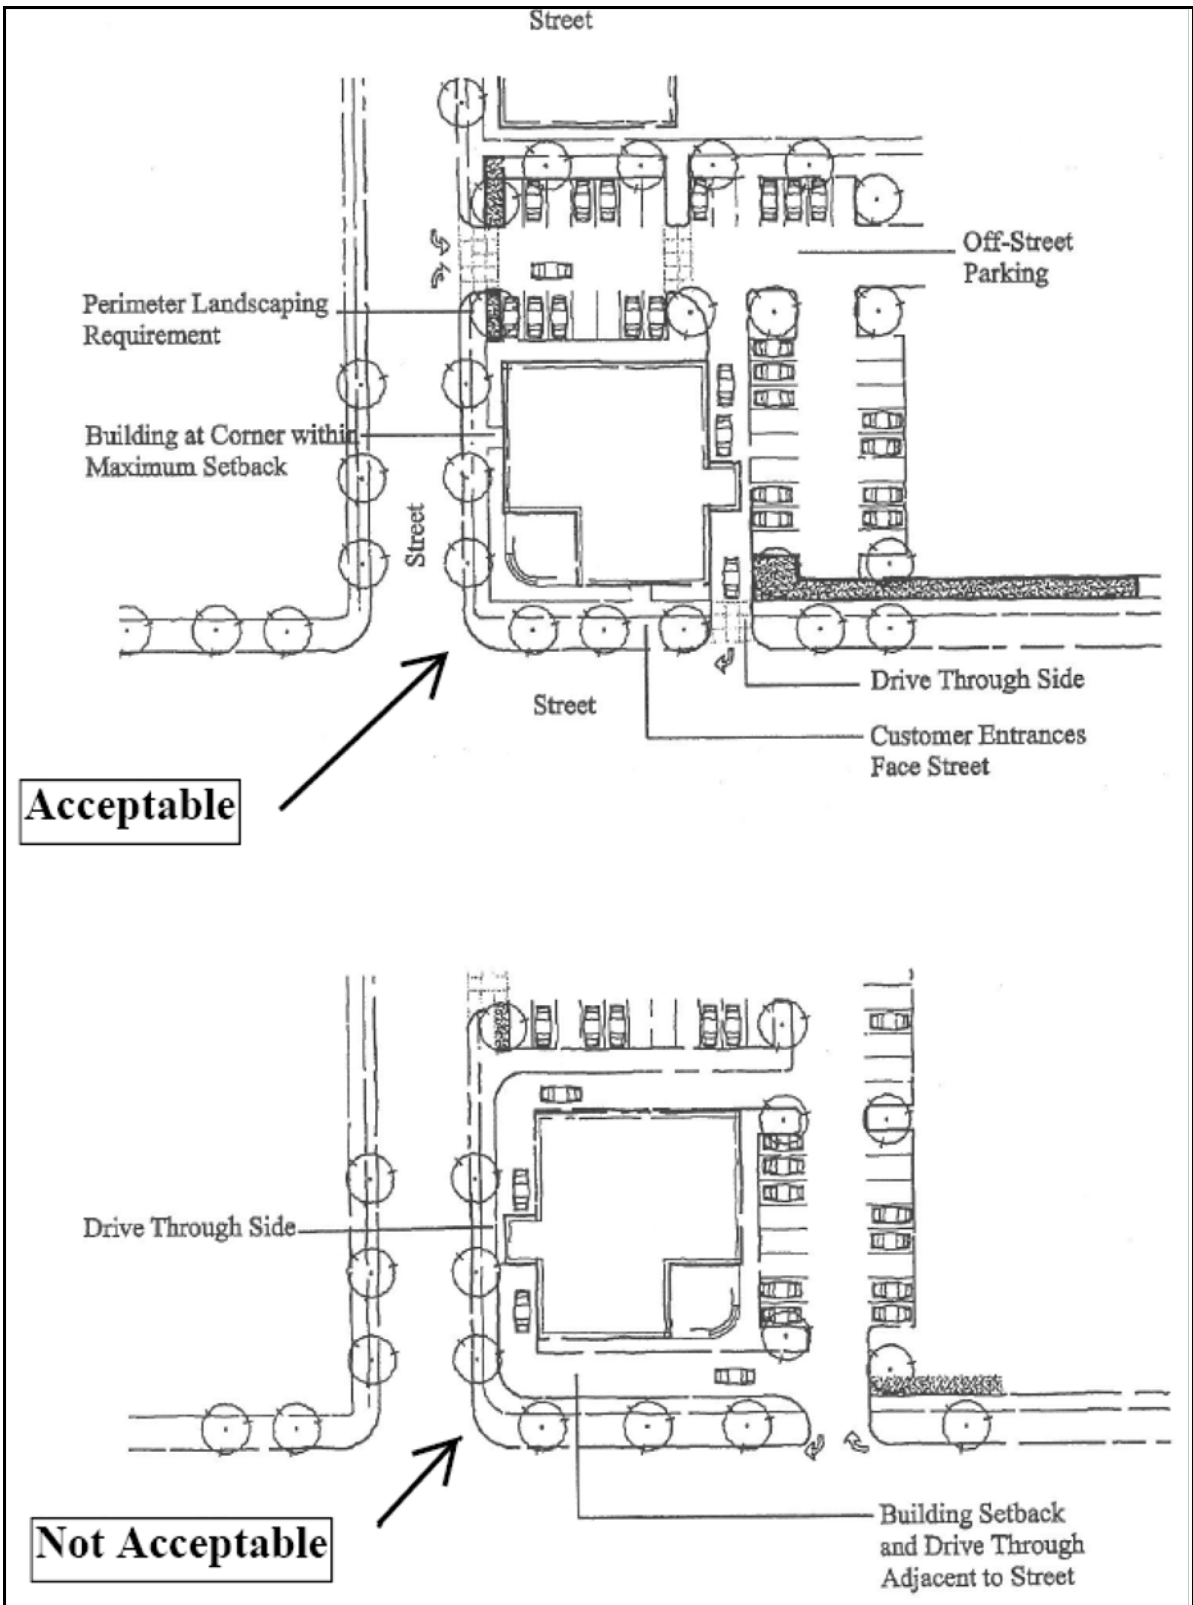 Street
Off-Street
Parking
Perimeter Landscaping
Requirement
Building at Corner within
Maximum Setback
Street
Drive Through Side
Street
Customer Entrances
Face Street
Acceptable
Drive Through Side
Not Acceptable
Building Setback
and Drive Through
Adjacent to Street